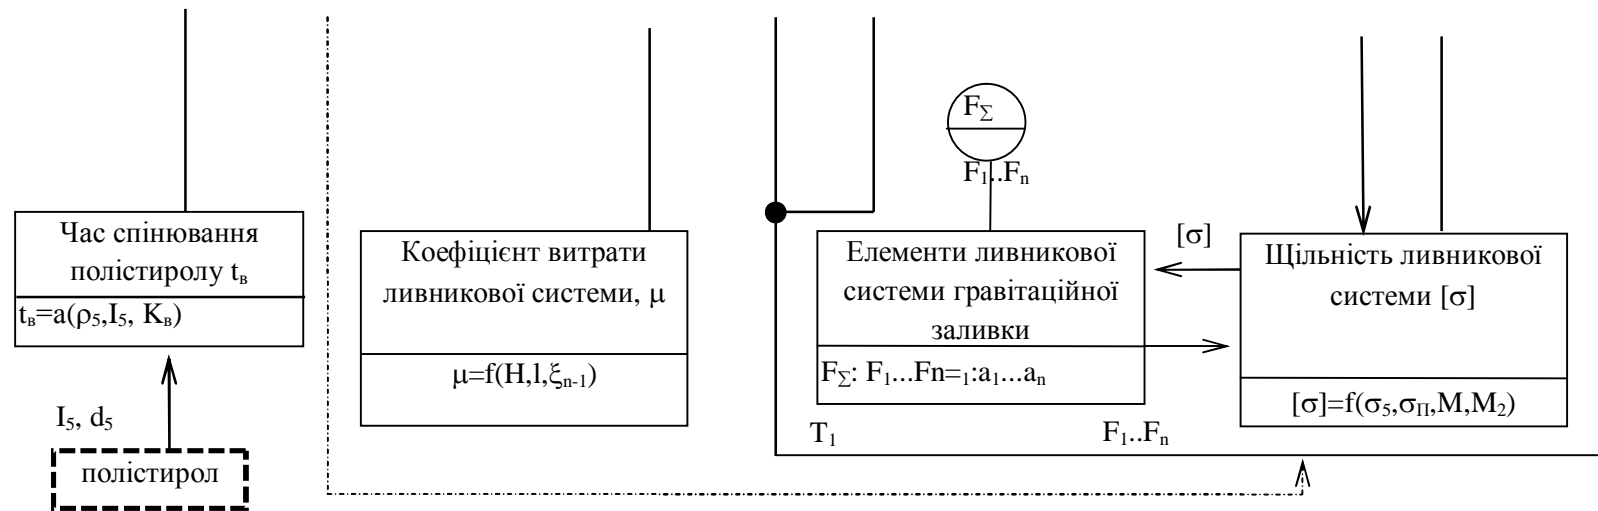 Час спінювання
полістиролу tв
tв=a(ρ5,I5, Kв)
I5, d5
полістирол
Коефіцієнт витрати
ливникової системи, μ
μ=f(H,l,ξn-1)
FΣ
F1..Fn
Елементи ливникової
системи гравітаційної
заливки
FΣ: F1...Fn=1:a1...an
T1
F1..Fn
[σ]
Щільність ливникової
системи [σ]
[σ]=f(σ5,σП,M,M2)